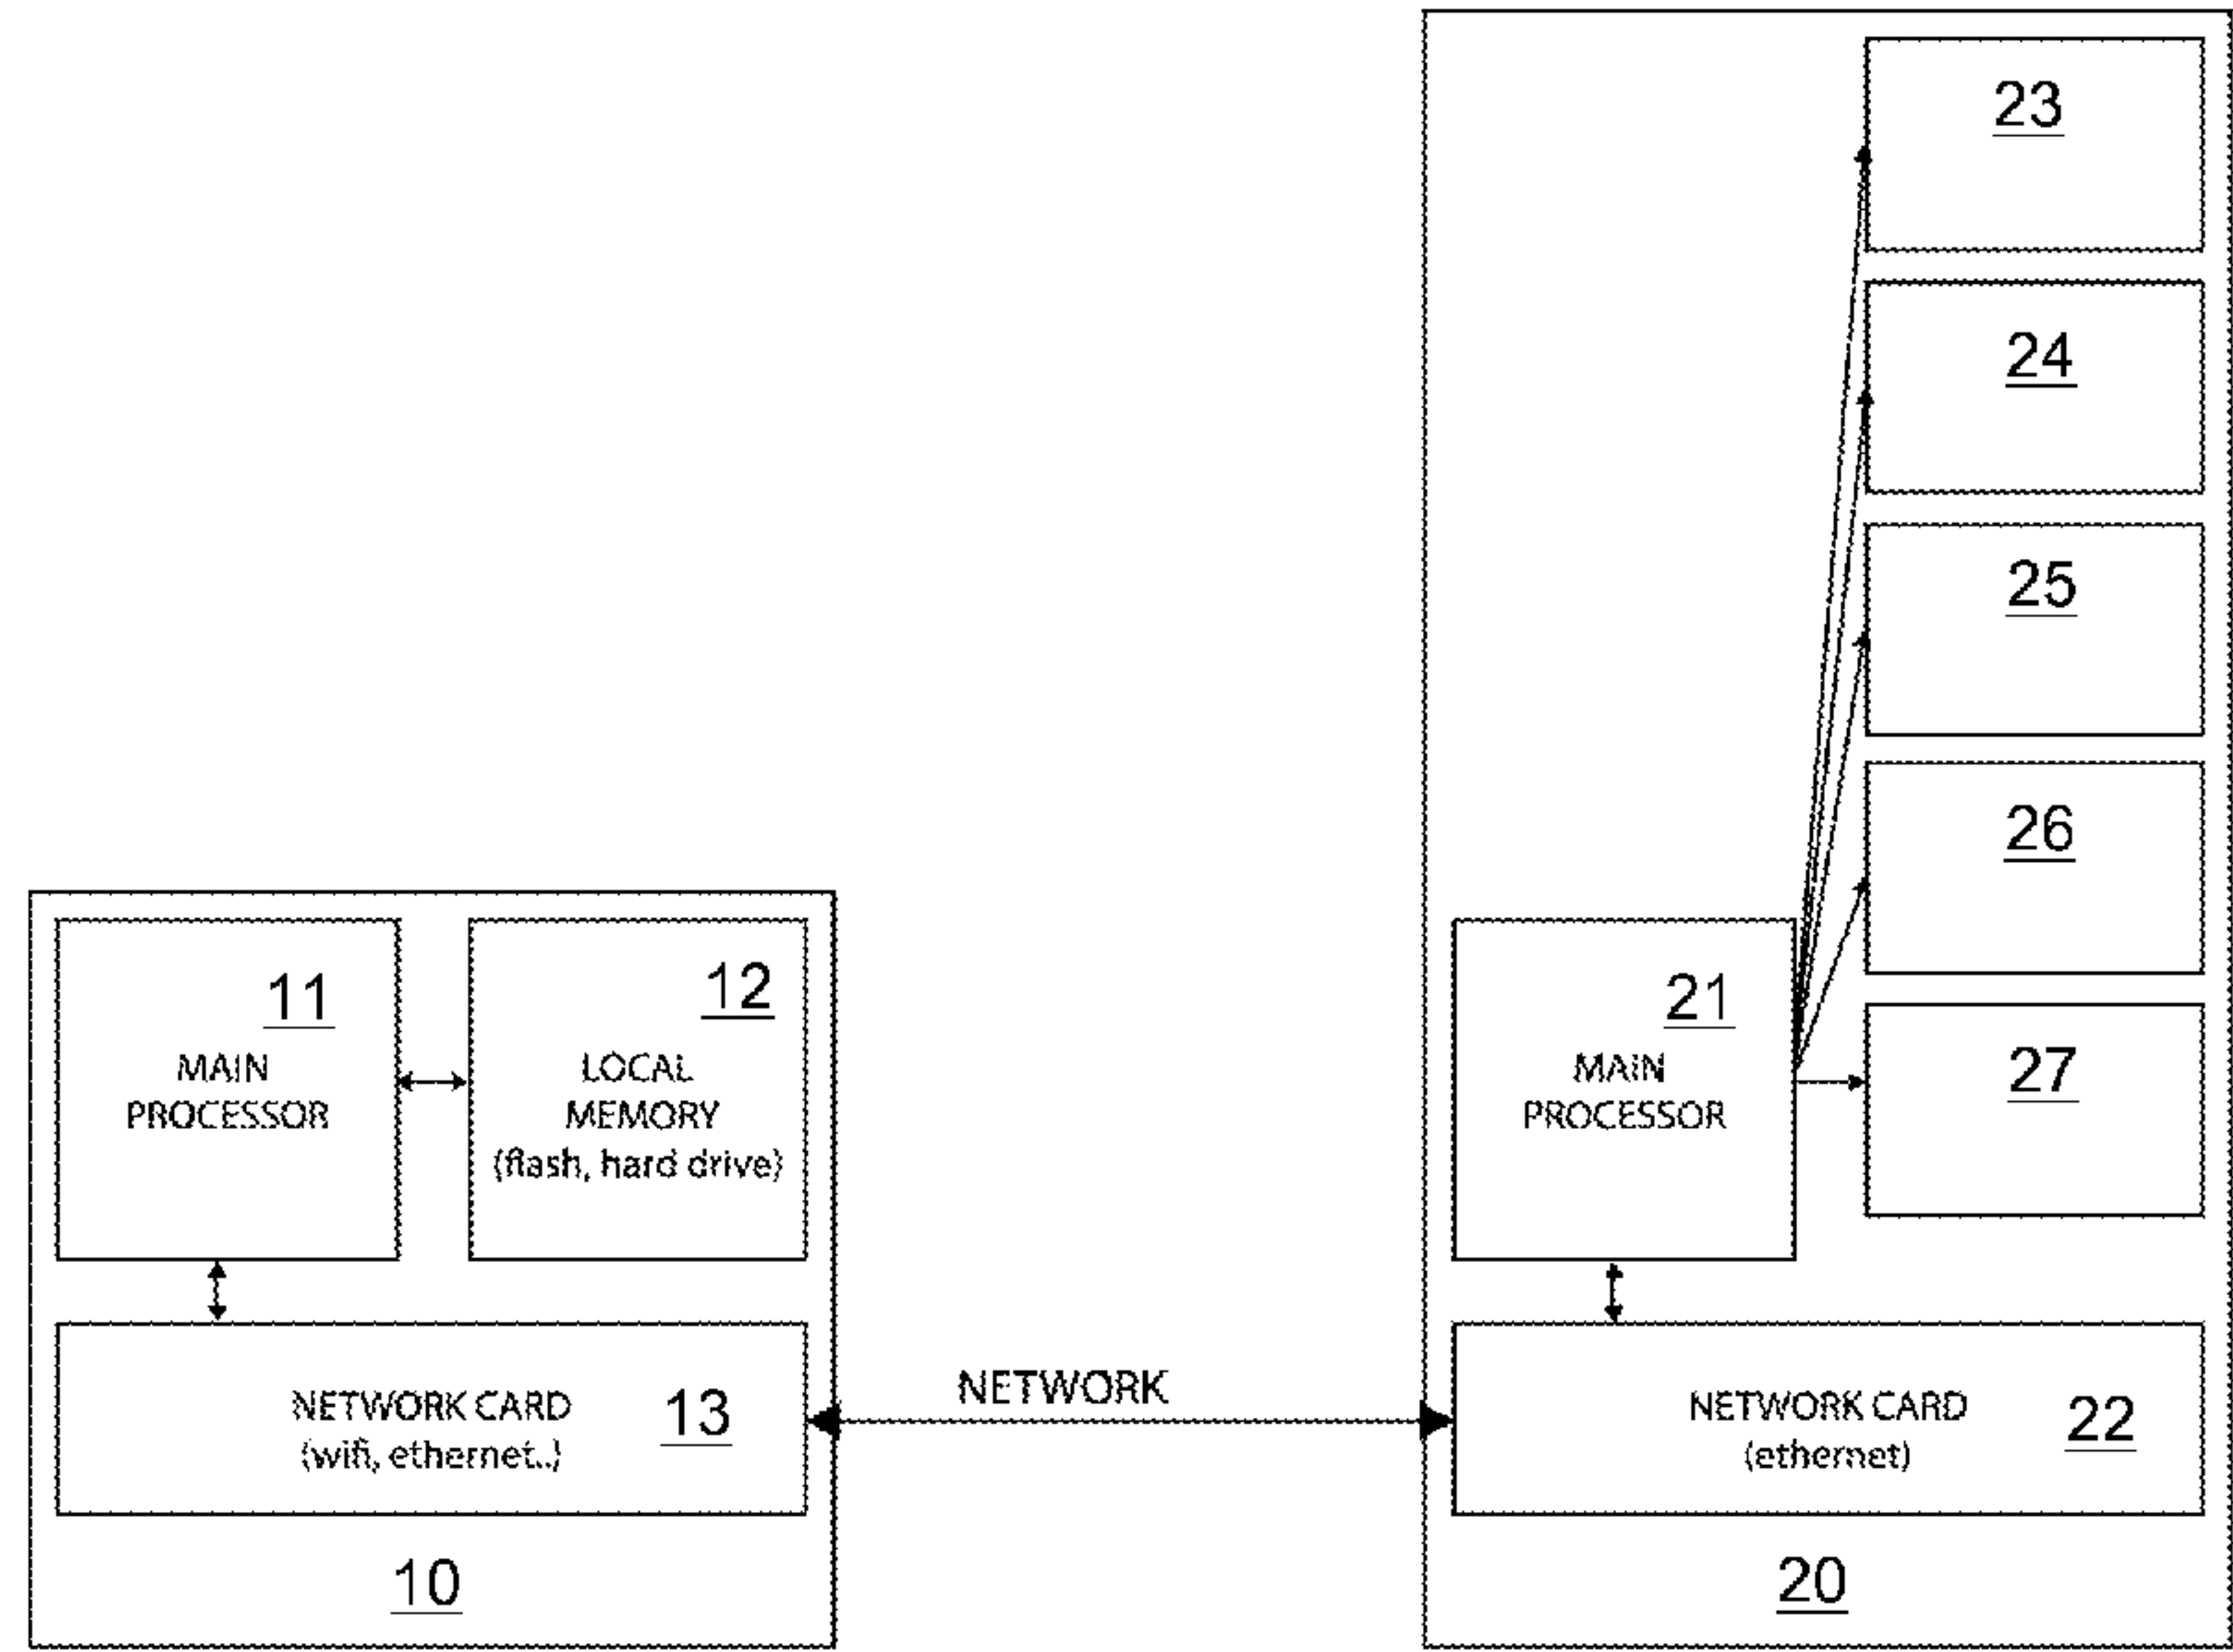 23
24
25
26
11
MAIN
PROCESSOR
12
LOCAL
MEMORY
(flash, hard drive)
21
MAIN
PROCESSOR
27
NETWORK CARD
(wifi, ethernet..)
13
NETWORK
NETWORK CARD
(ethernet)
22
10
20